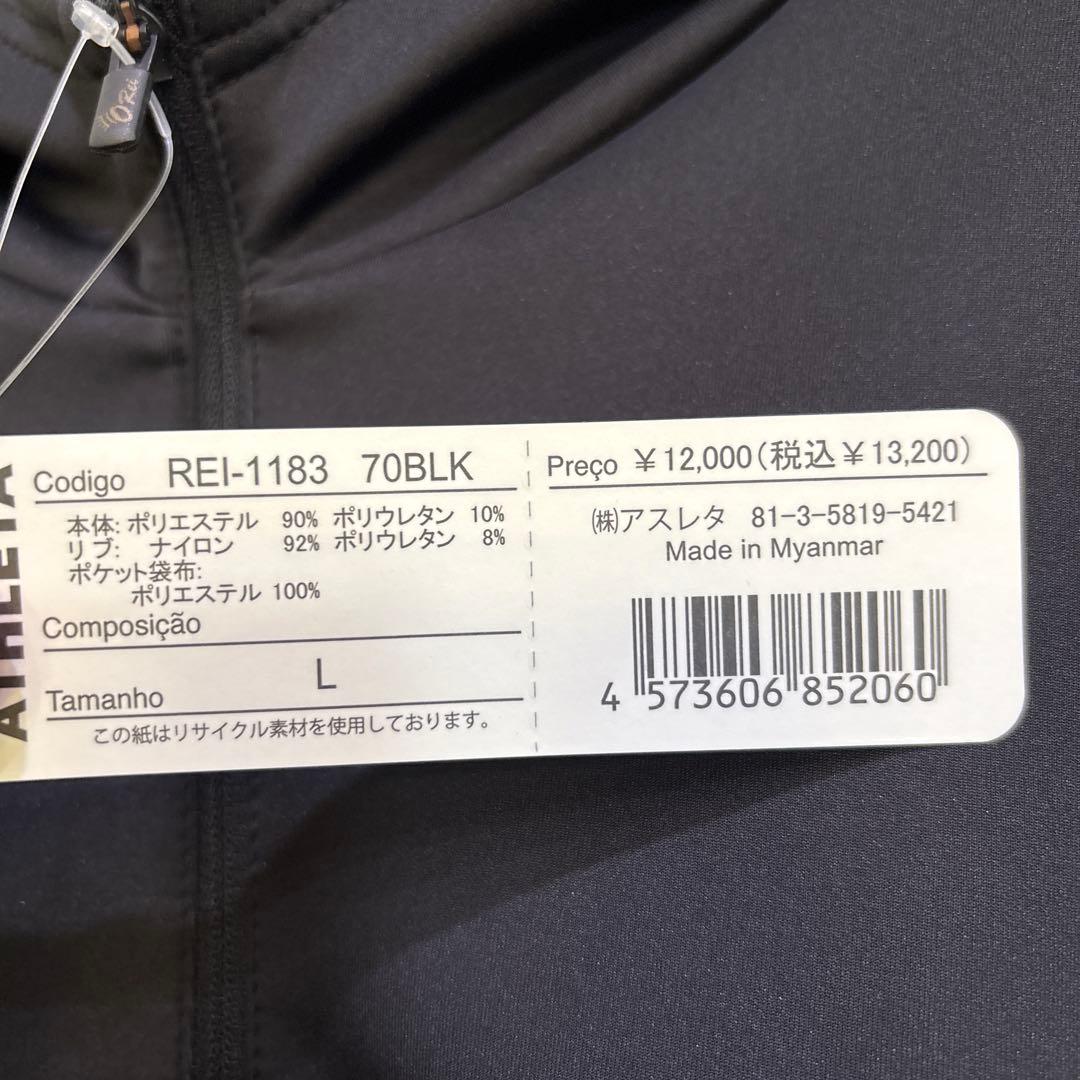 O Rei
ATHLETA
Codigo REI-1183 70BLK
本体: ポリエステル 90% ポリウレタン 10%
リブ: ナイロン 92% ポリウレタン 8%
ポケット袋布:
ポリエステル 100%
Composição
L
Tamanho
この紙はリサイクル素材を使用しております。
Preço ￥12,000(税込￥13,200)
㈱アスレタ 81-3-5819-5421
Made in Myanmar
4 573606 852060